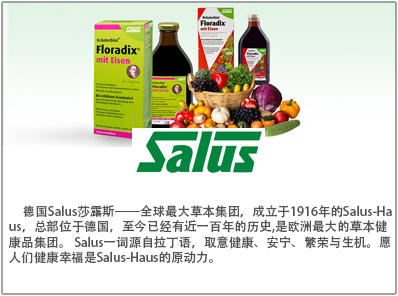 Salus
Kräuterblut®
Floradix®
mit Eisen
Kräuterblut®
Floradix®
mit Eisen
Floradix
mit Eisen
Floradix
Salus
德国Salus莎露斯——全球最大草本集团，成立于1916年的Salus-Ha
us，总部位于德国，至今已经有近一百年的历史,是欧洲最大的草本健
康品集团。 Salus一词源自拉丁语，取意健康、安宁、繁荣与生机。愿
人们健康幸福是Salus-Haus的原动力。